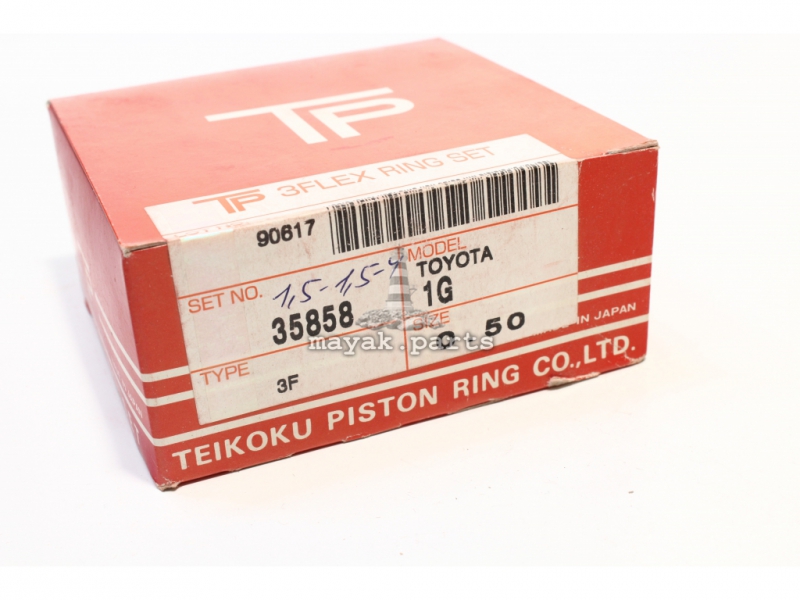 TP
TP 3FLEX RING SET
90617
MODEL
TOYOTA
1G
SET NO.
1,5-1,5-4
35858
SIZE
0.50
TYPE
3F
MADE IN JAPAN
TEIKOKU PISTON RING CO.,LTD.
mayak.parts